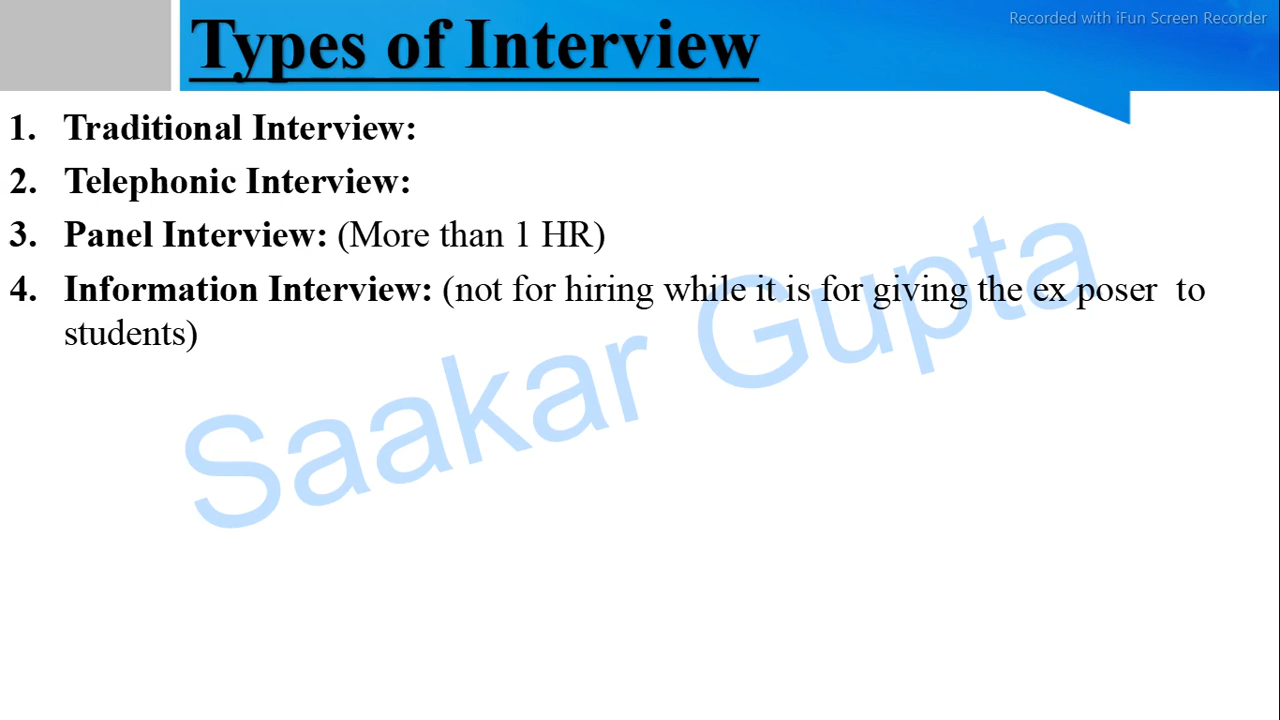 Recorded with iFun Screen Recorder
Types of Interview
1. Traditional Interview:
2. Telephonic Interview:
3. Panel Interview: (More than 1 HR)
4. Information Interview: (not for hiring while it is for giving the ex poser  to
students)
Saakar Gupta